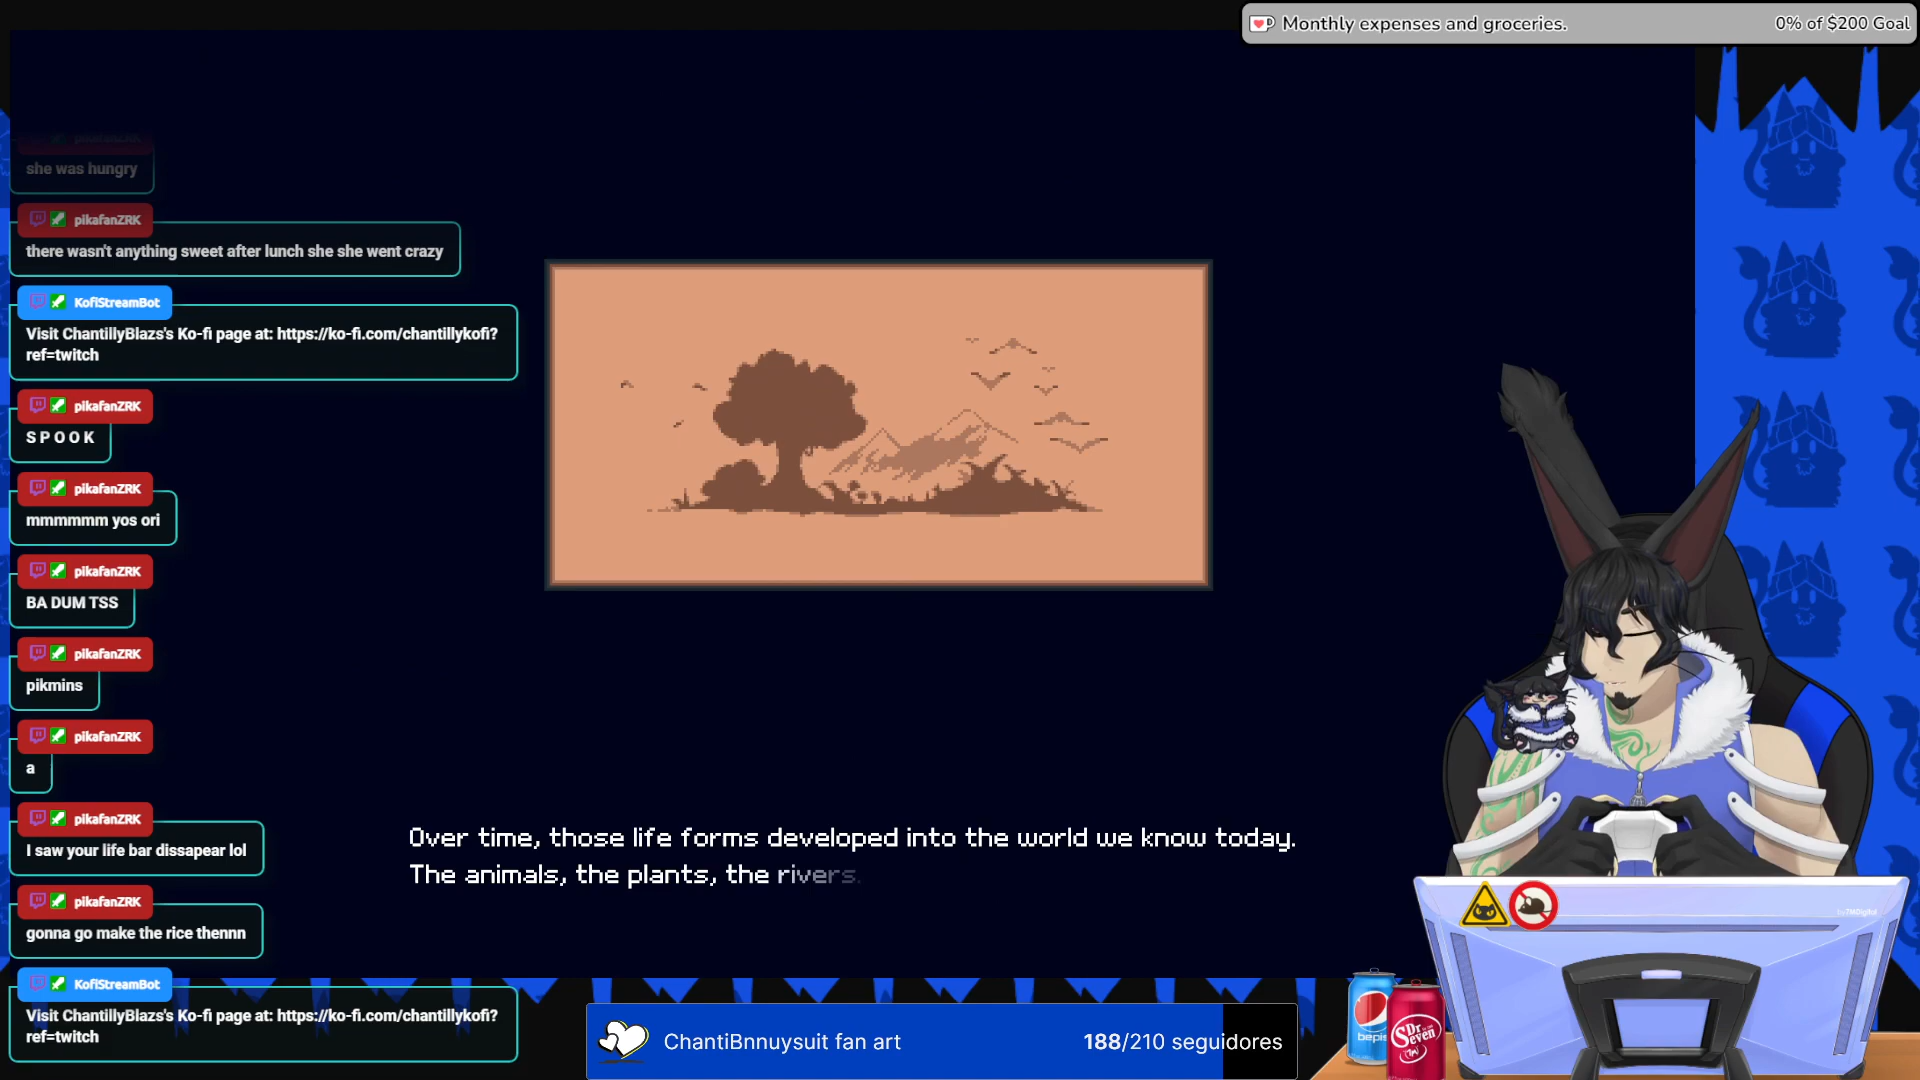 Monthly expenses and groceries.
0% of $200 Goal
pikafanZRK
she was hungry
pikafanZRK
there wasn't anything sweet after lunch she she went crazy
KofiStreamBot
Visit ChantillyBlazs's Ko-fi page at: https://ko-fi.com/chantillykofi?
ref=twitch
pikafanZRK
S P O O K
pikafanZRK
mmmmmm yos ori
pikafanZRK
BA DUM TSS
pikafanZRK
pikmins
pikafanZRK
a
pikafanZRK
I saw your life bar dissapear lol
pikafanZRK
gonna go make the rice thennn
KofiStreamBot
Visit ChantillyBlazs's Ko-fi page at: https://ko-fi.com/chantillykofi?
ref=twitch
Over time, those life forms developed into the world we know today.
The animals, the plants, the rivers.
ChantiBnnuysuit fan art
188/210 seguidores
bepis
Dr
Seven